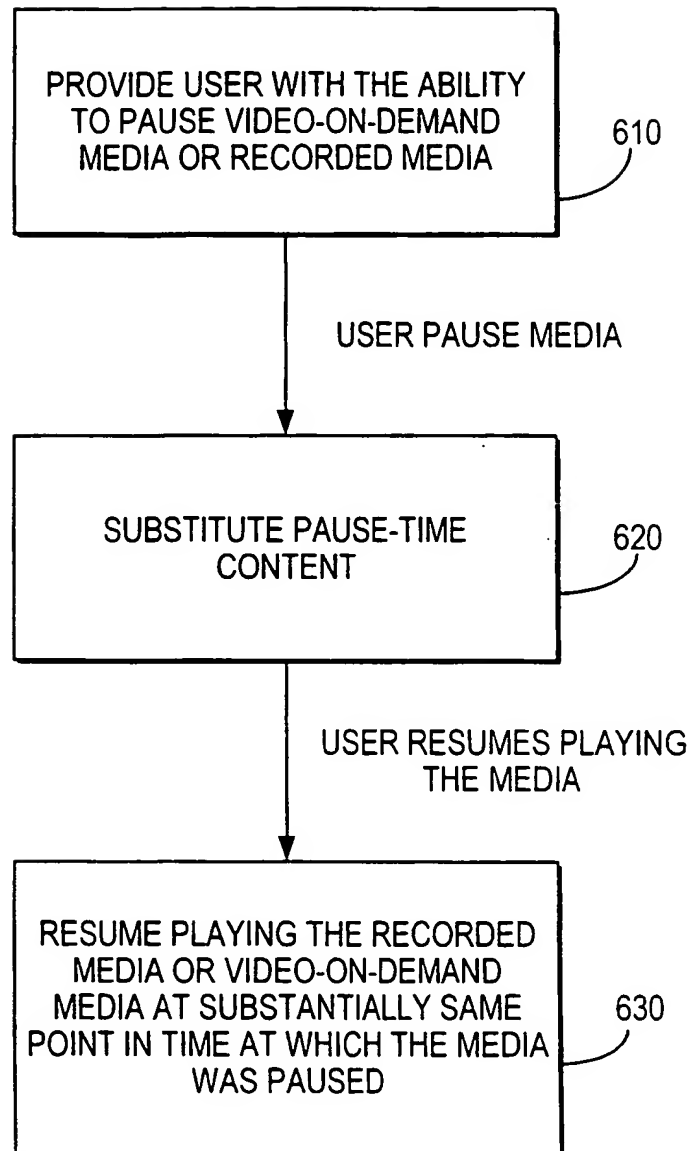 PROVIDE USER WITH THE ABILITY
TO PAUSE VIDEO-ON-DEMAND
MEDIA OR RECORDED MEDIA
610
USER PAUSE MEDIA
SUBSTITUTE PAUSE-TIME
CONTENT
620
USER RESUMES PLAYING
THE MEDIA
RESUME PLAYING THE RECORDED
MEDIA OR VIDEO-ON-DEMAND
MEDIA AT SUBSTANTIALLY SAME
POINT IN TIME AT WHICH THE MEDIA
WAS PAUSED
630